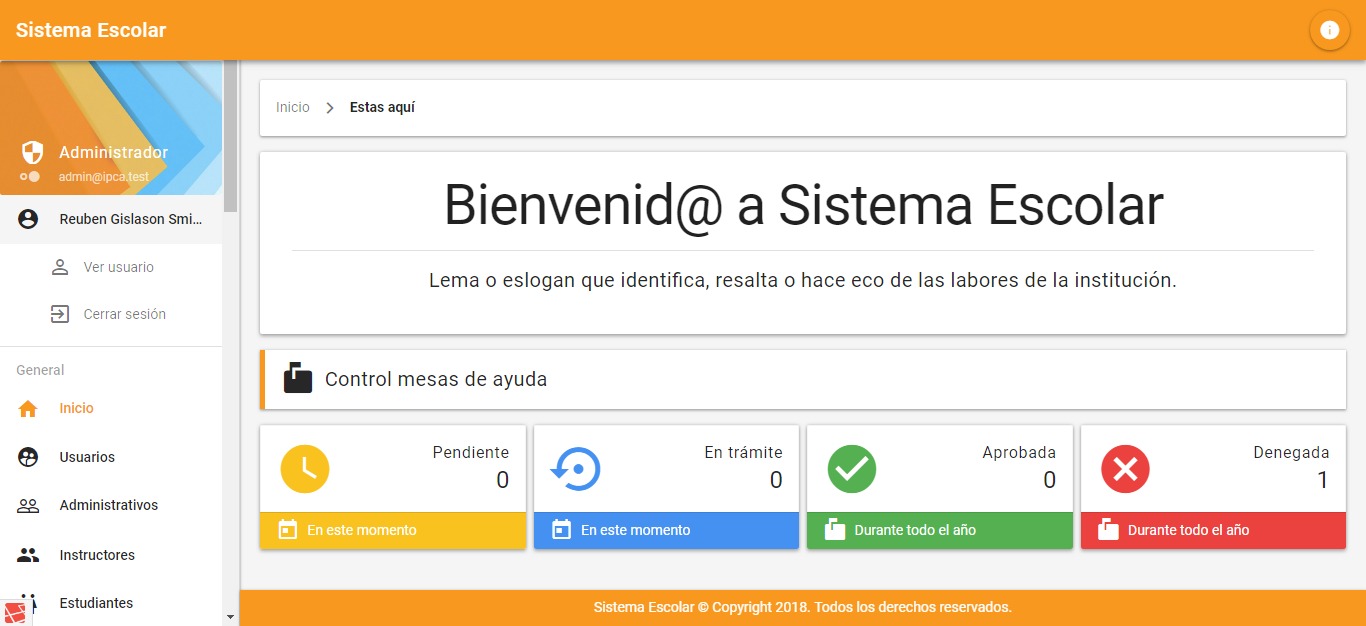 Sistema Escolar
Administrador
admin@ipca.test
Reuben Gislason Smi...
Ver usuario
Cerrar sesión
General
Inicio
Usuarios
Administrativos
Instructores
Estudiantes
Inicio > Estas aquí
Bienvenid@ a Sistema Escolar
Lema o eslogan que identifica, resalta o hace eco de las labores de la institución.
Control mesas de ayuda
Pendiente
0
En este momento
En trámite
0
En este momento
Aprobada
0
Durante todo el año
Denegada
1
Durante todo el año
Sistema Escolar © Copyright 2018. Todos los derechos reservados.